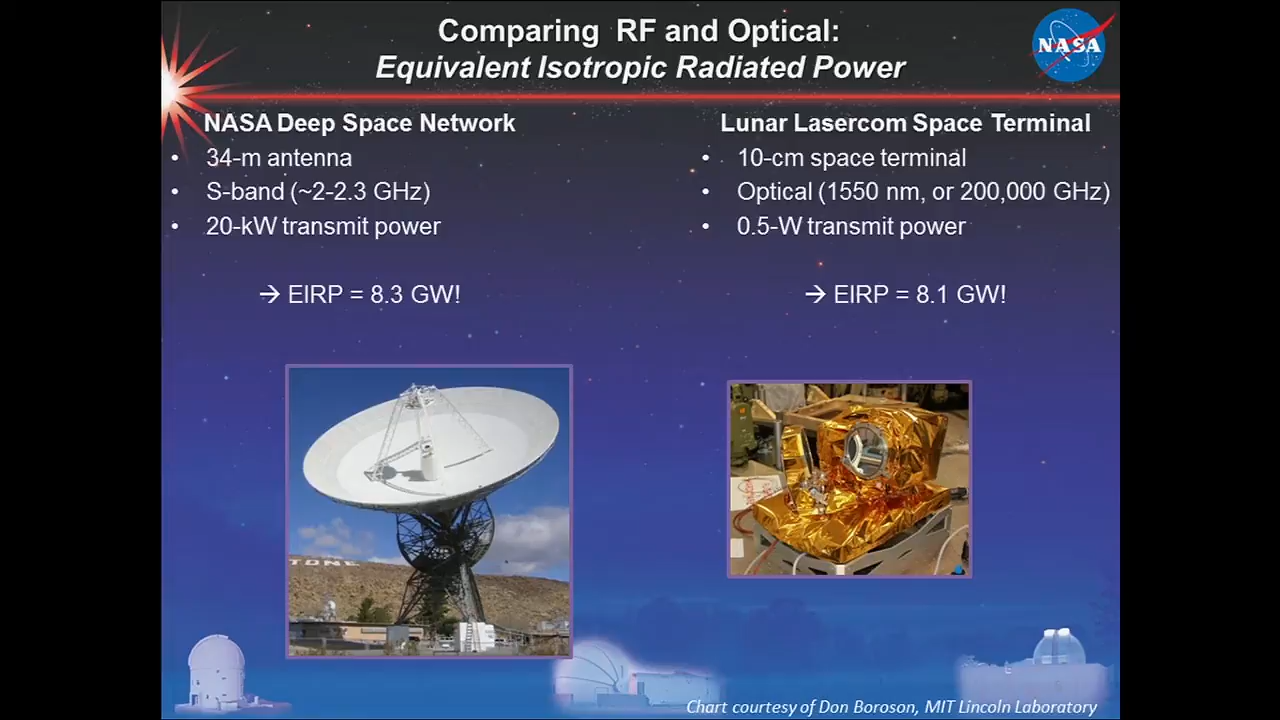 Comparing RF and Optical:
Equivalent Isotropic Radiated Power
NASA
NASA Deep Space Network
• 34-m antenna
• S-band (~2-2.3 GHz)
• 20-kW transmit power
→ EIRP = 8.3 GW!
Lunar Lasercom Space Terminal
• 10-cm space terminal
• Optical (1550 nm, or 200,000 GHz)
• 0.5-W transmit power
→ EIRP = 8.1 GW!
TONE
Chart courtesy of Don Boroson, MIT Lincoln Laboratory